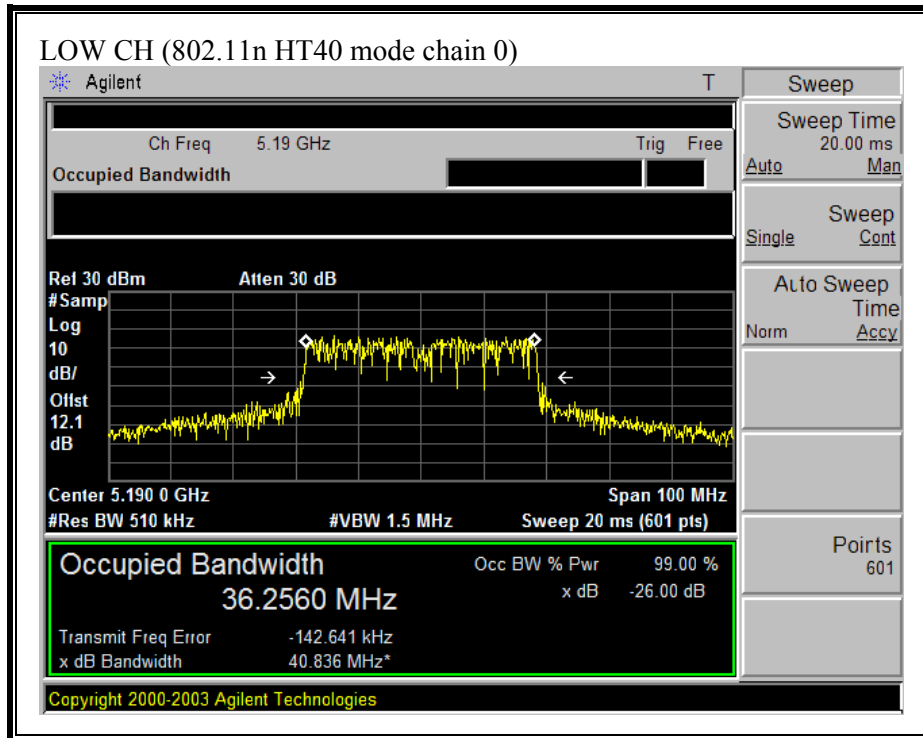 LOW CH (802.11n HT40 mode chain 0)
Agilent T
Ch Freq 5.19 GHz Trig Free
Occupied Bandwidth
Ref 30 dBm Atten 30 dB
#Samp
Log
10
dB/
Offst
12.1
dB
Center 5.190 0 GHz Span 100 MHz
#Res BW 510 kHz #VBW 1.5 MHz Sweep 20 ms (601 pts)
Occupied Bandwidth Occ BW % Pwr 99.00 %
36.2560 MHz x dB -26.00 dB
Transmit Freq Error -142.641 kHz
x dB Bandwidth 40.836 MHz*
Copyright 2000-2003 Agilent Technologies
Sweep
Sweep Time
20.00 ms
Auto Man
Sweep
Single Cont
Auto Sweep
Time
Norm Accy
Points
601